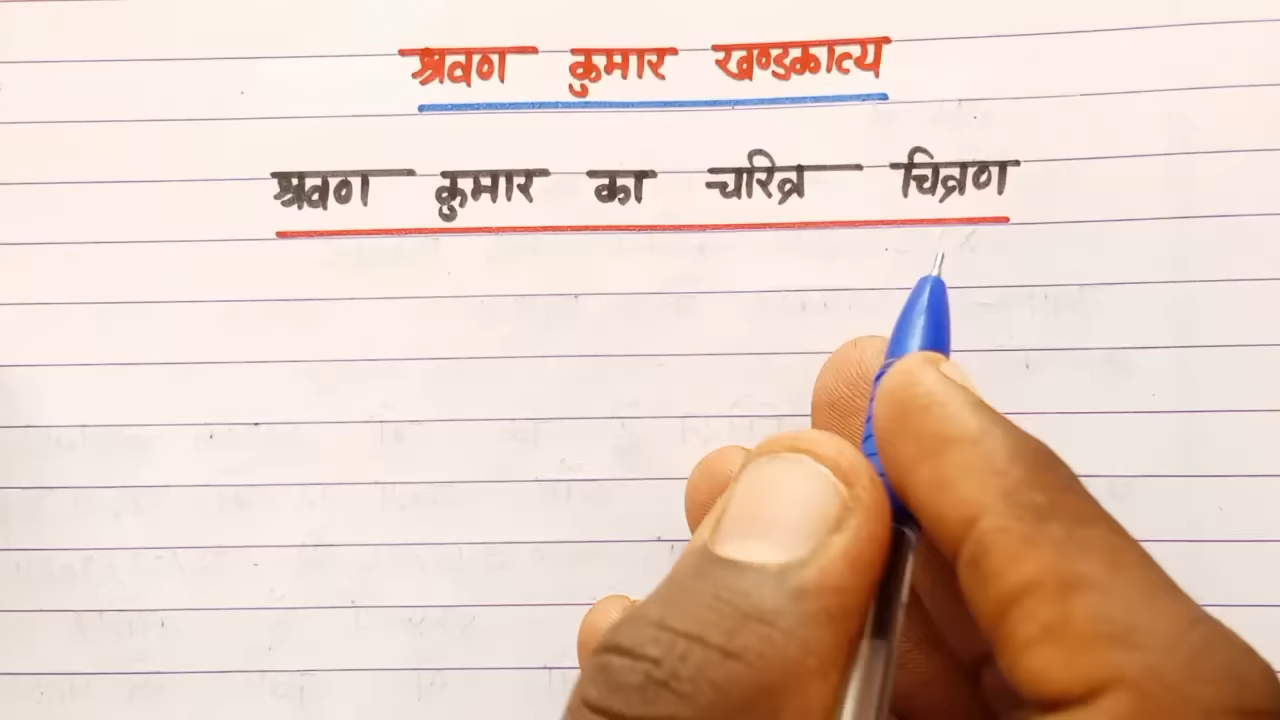 श्रवण कुमार खण्डकाव्य
श्रवण कुमार का चरित्र चित्रण